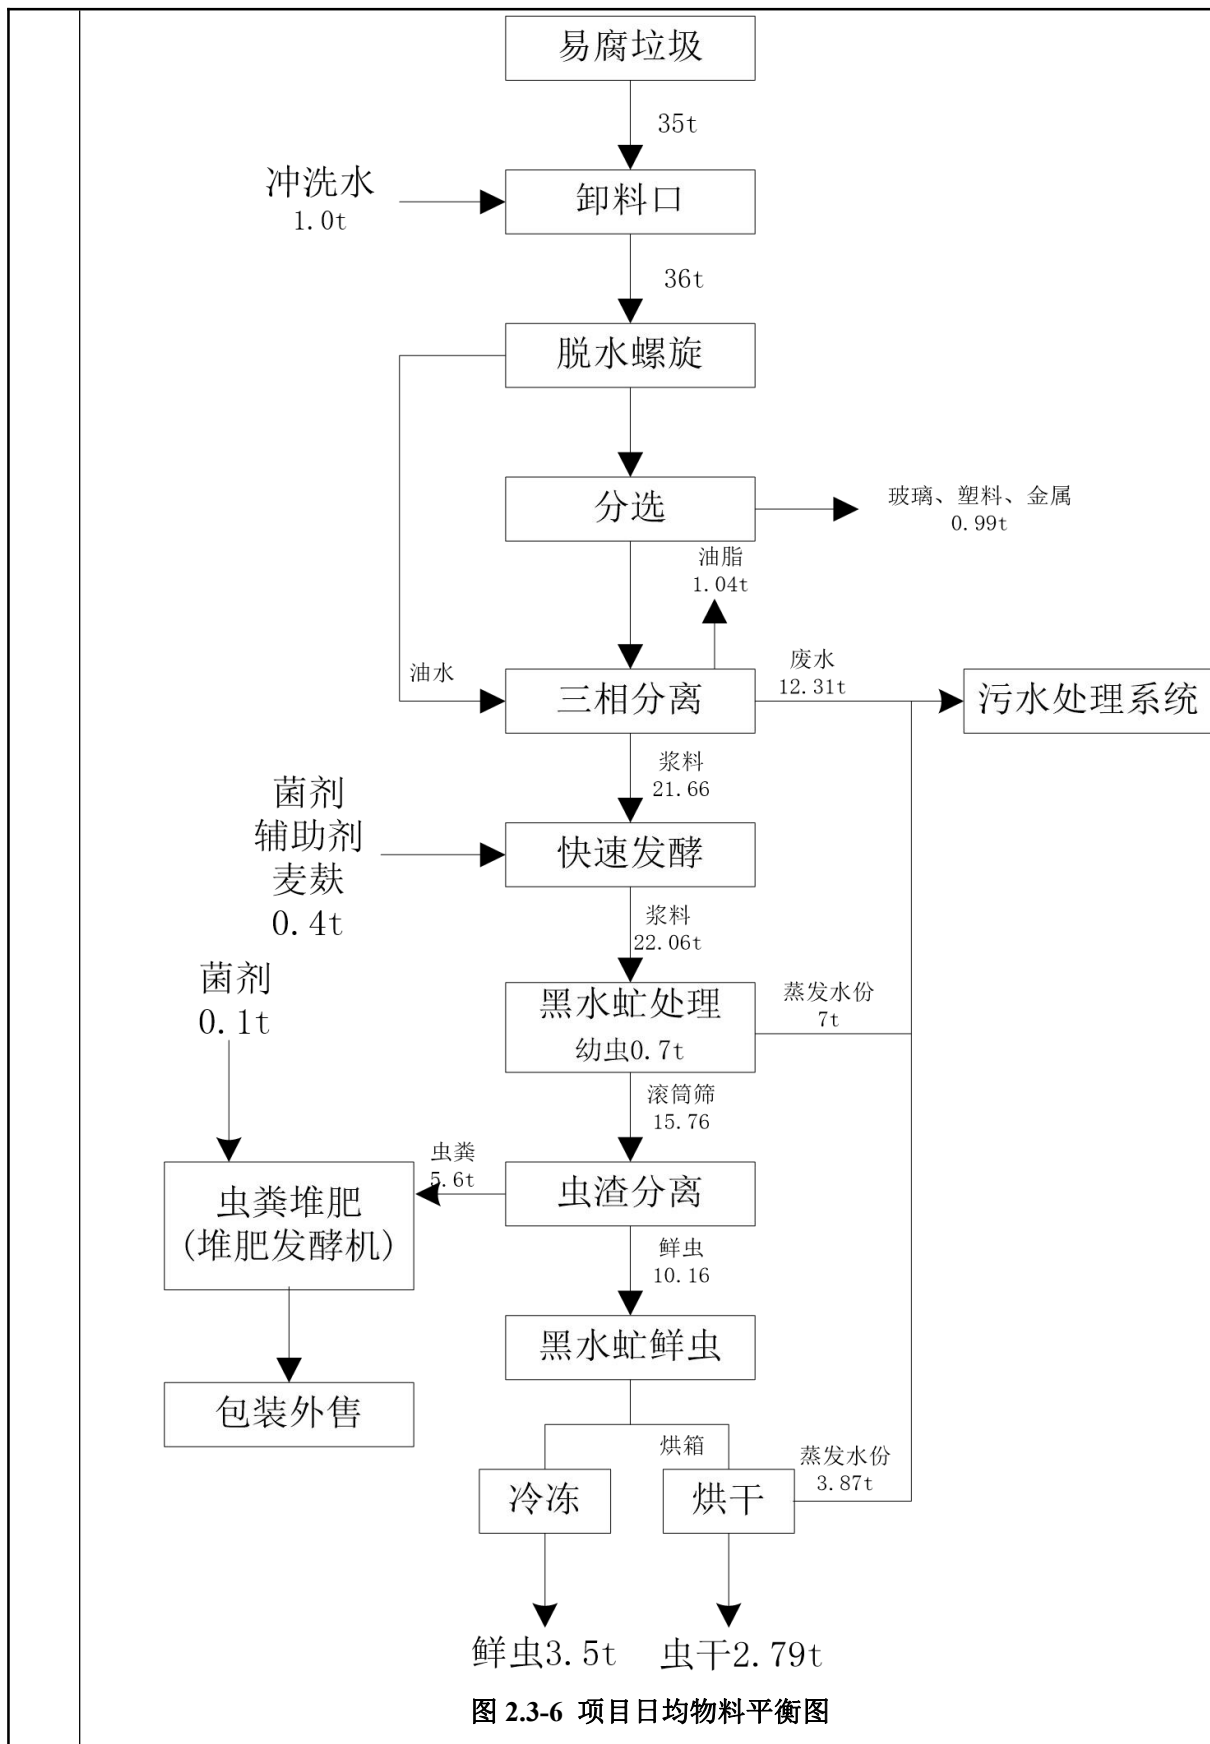 易腐垃圾
35t
冲洗水
1.0t
卸料口
36t
脱水螺旋
分选
玻璃、塑料、金属
0.99t
油脂
1.04t
油水
三相分离
废水
12.31t
污水处理系统
浆料
21.66
菌剂
辅助剂
麦麸
0.4t
快速发酵
浆料
22.06t
菌剂
0.1t
黑水虻处理
幼虫0.7t
蒸发水份
7t
滚筒筛
15.76
虫粪
5.6t
虫渣分离
虫粪堆肥
(堆肥发酵机)
鲜虫
10.16
黑水虻鲜虫
包装外售
烘箱
冷冻
烘干
蒸发水份
3.87t
鲜虫3.5t
虫干2.79t
图 2.3-6 项目日均物料平衡图